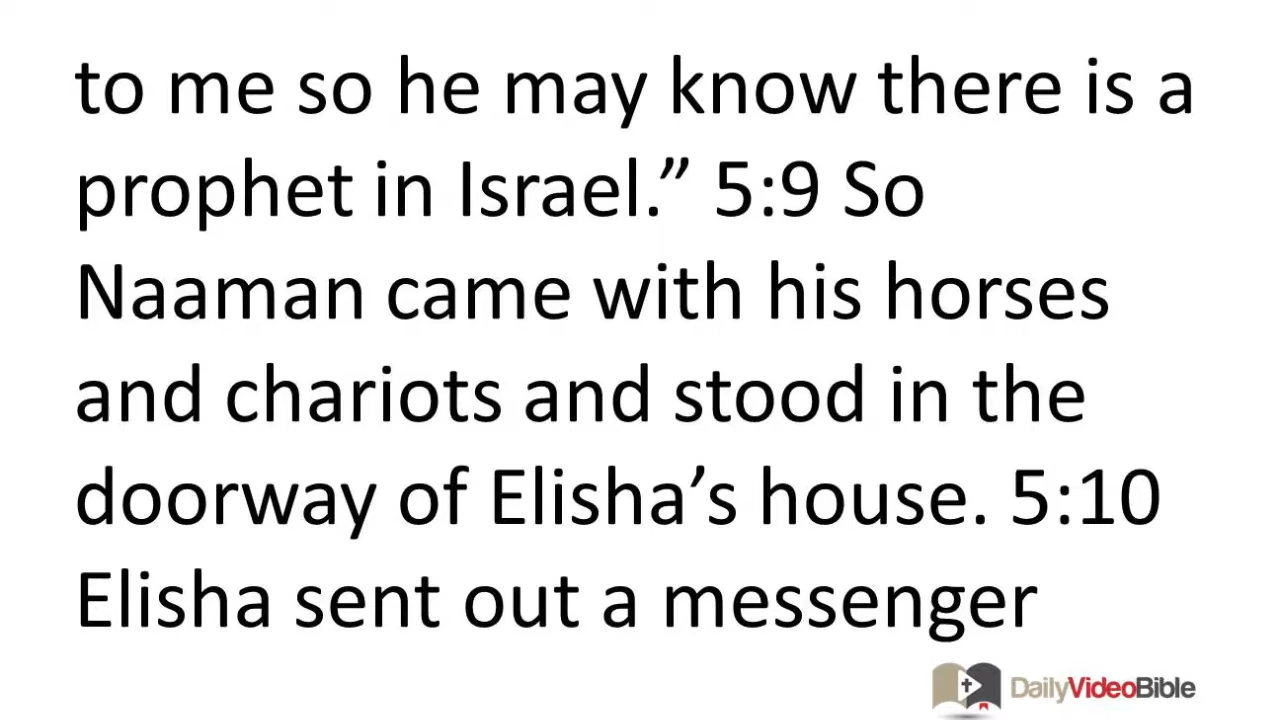 to me so he may know there is a
prophet in Israel.” 5:9 So
Naaman came with his horses
and chariots and stood in the
doorway of Elisha’s house. 5:10
Elisha sent out a messenger
DailyVideoBible